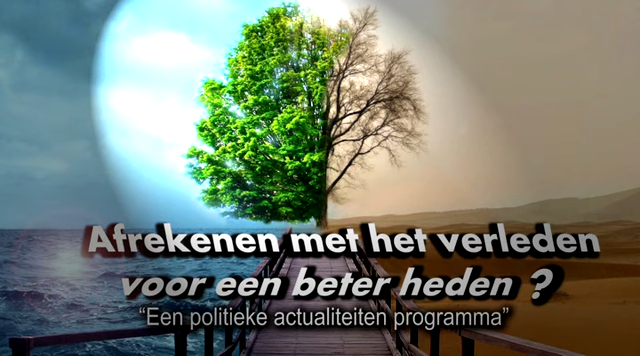 Afrekenen met het verleden
voor een beter heden ?
“Een politieke actualiteiten programma”